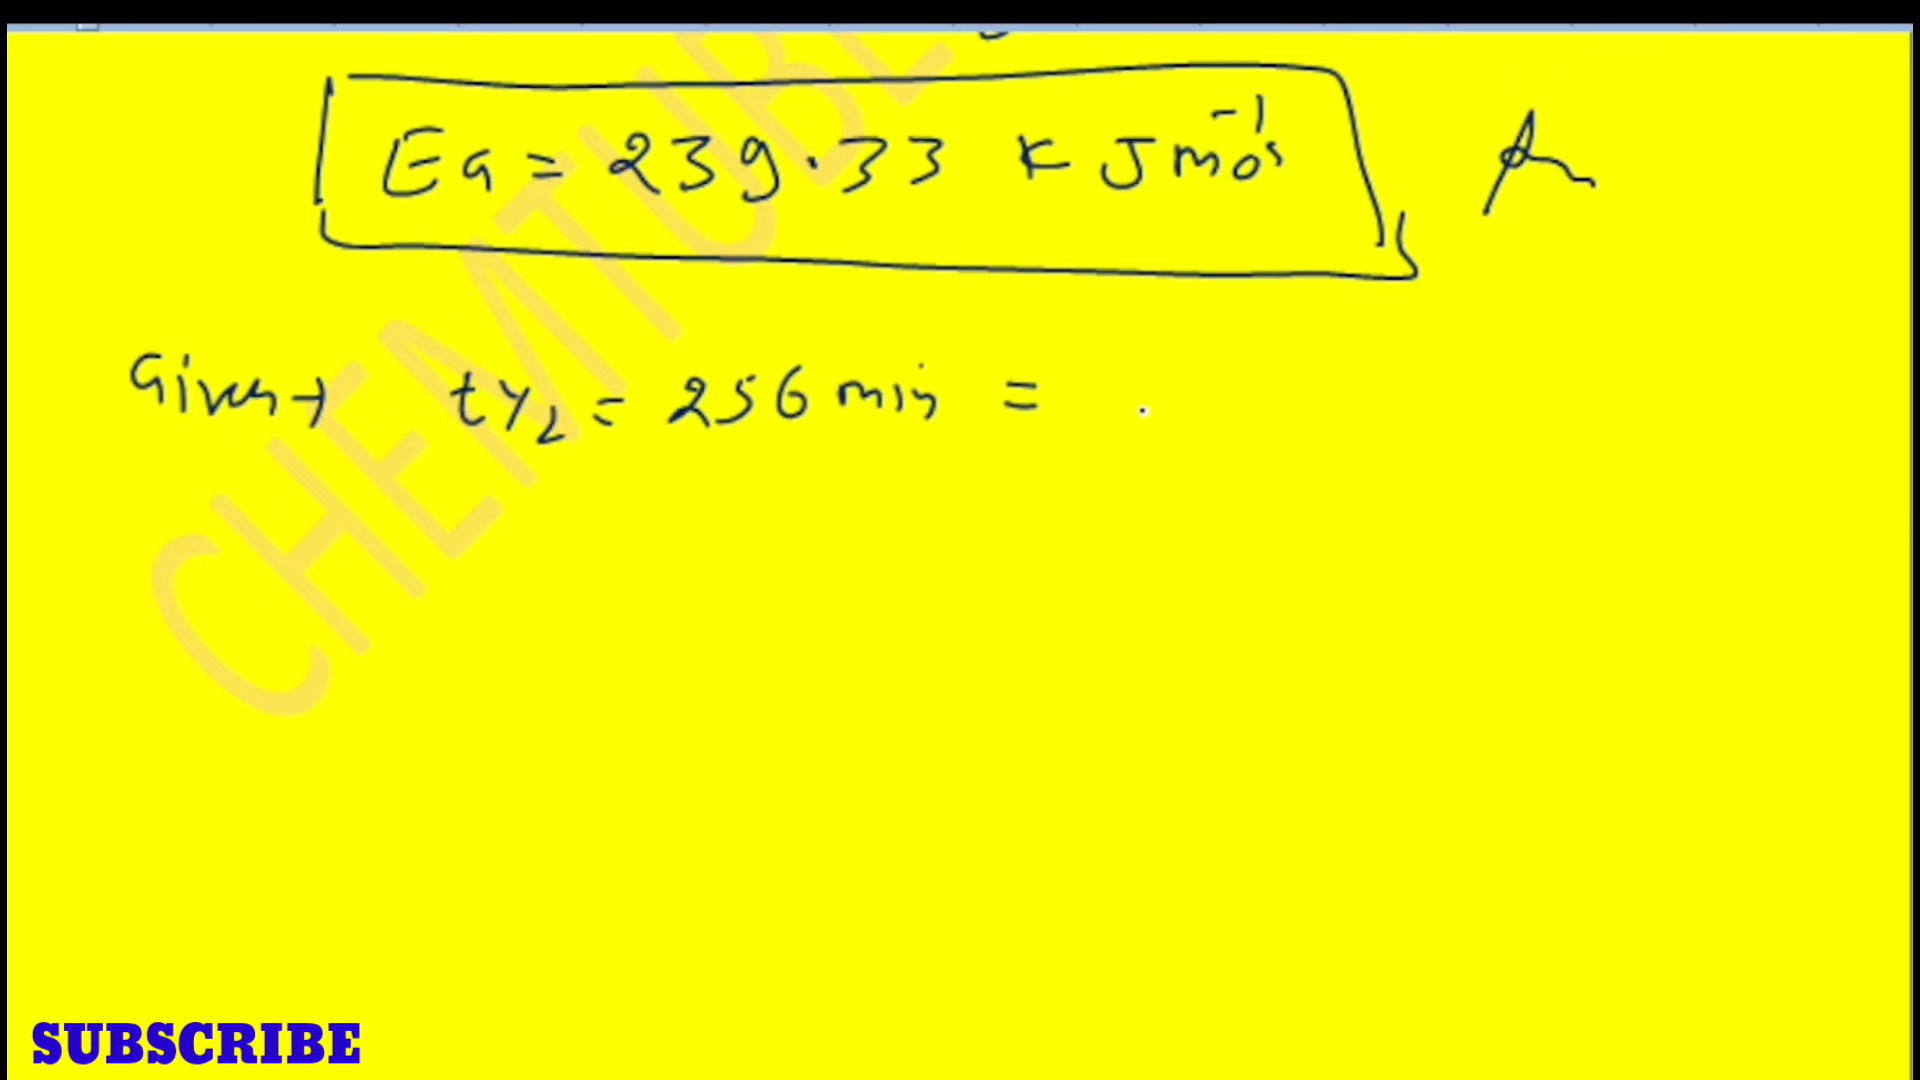 Ea = 239.33 KJ mol⁻¹ A
Given → t½ = 256 min =
CHEMTUBE
SUBSCRIBE